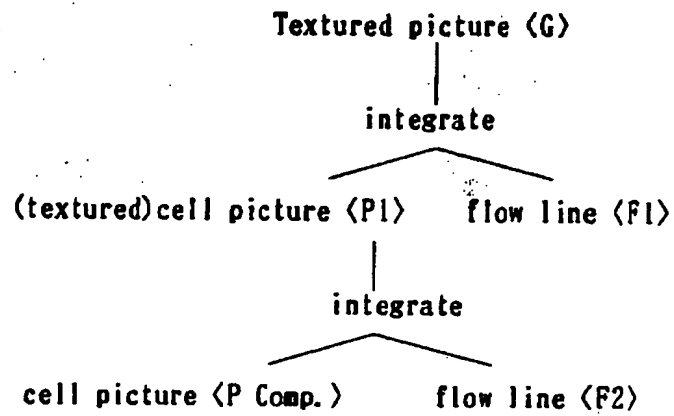 Textured picture 〈G〉
integrate
(textured)cell picture 〈P1〉 flow line 〈F1〉
integrate
cell picture 〈P Comp.〉 flow line 〈F2〉